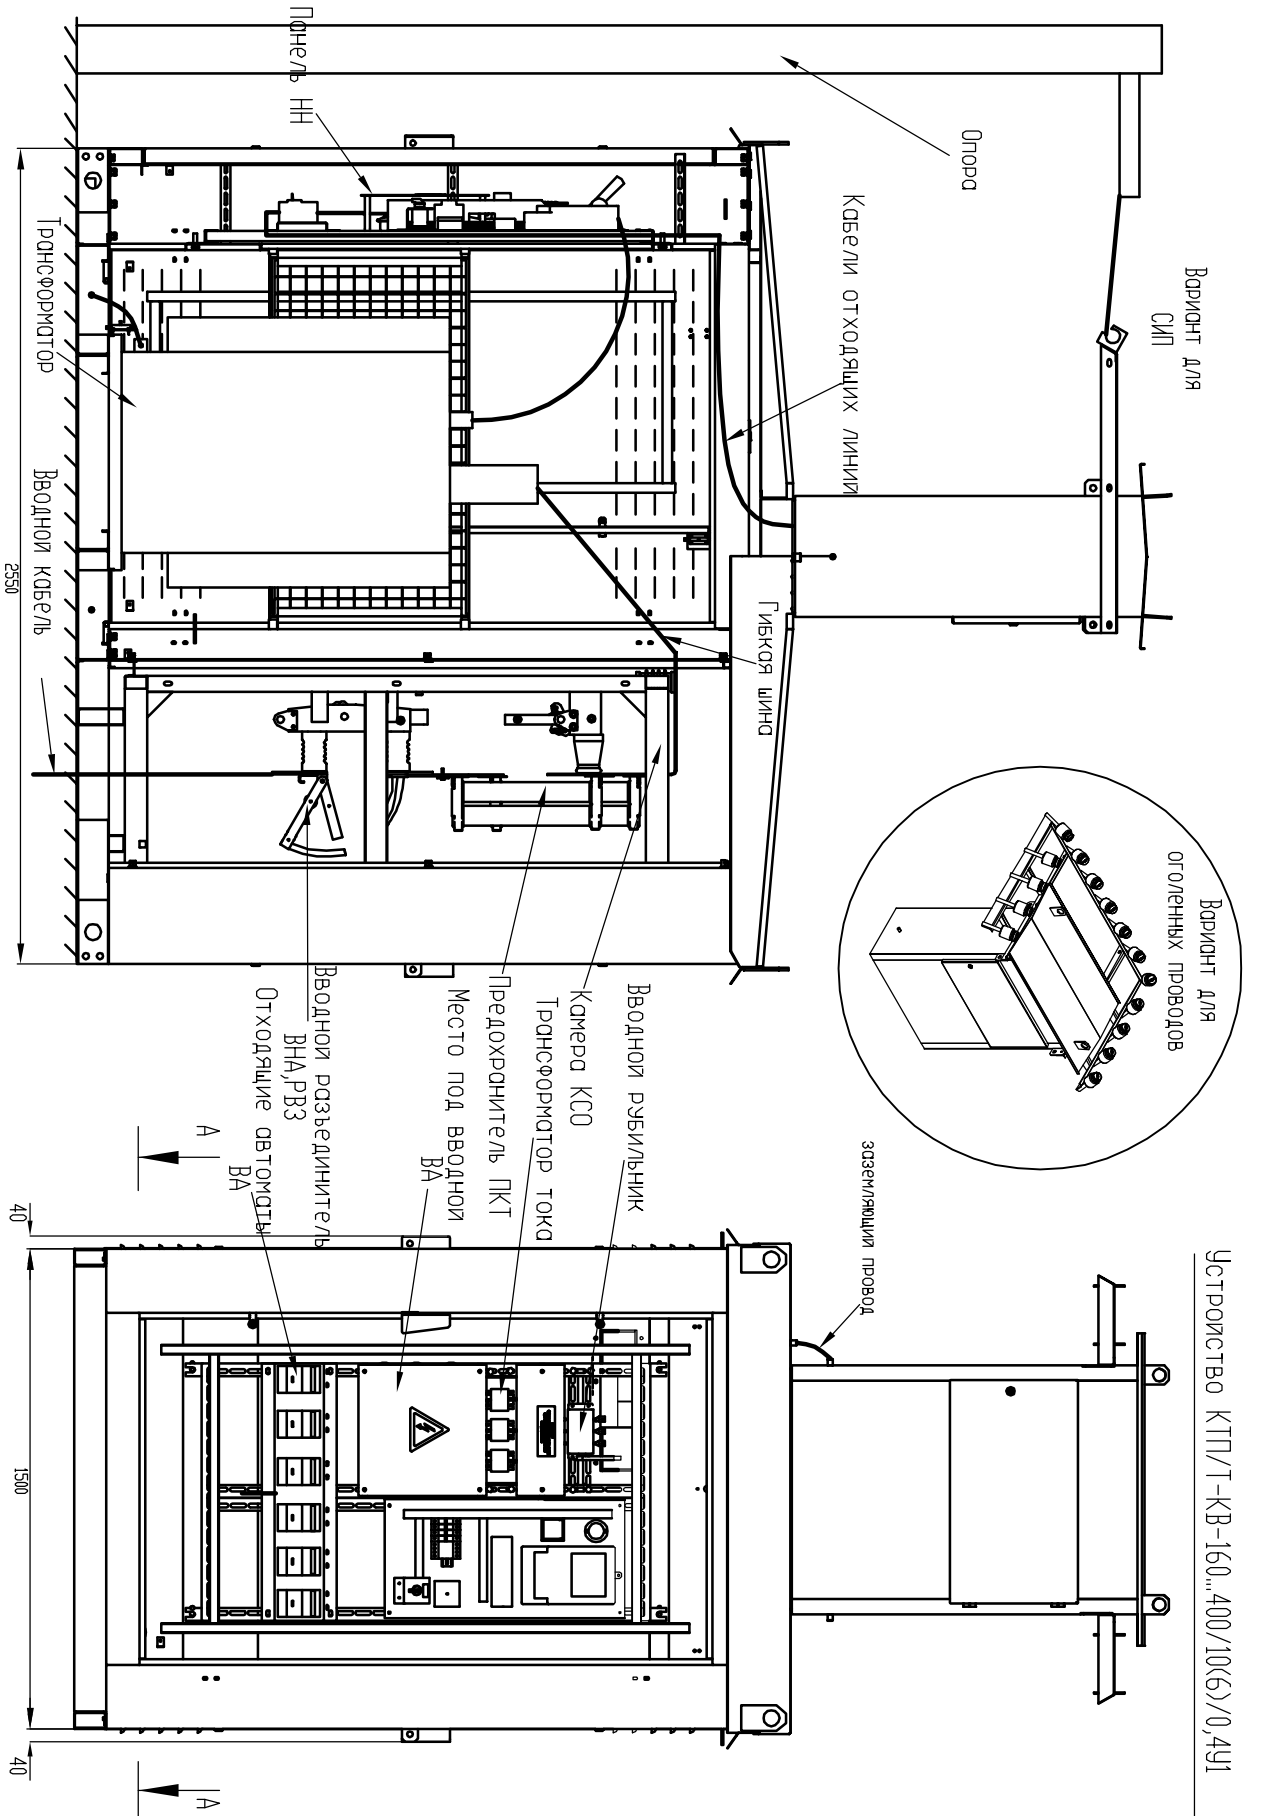 Устройство КТП/Т-КВ-160...400/10(6)/0,4У1
Вариант для
СИП
Вариант для
оголенных проводов
Опора
Кабели отходящих линий
Гибкая шина
заземляющий провод
Панель НН
Трансформатор
Вводной кабель
2550
Вводной рубильник
Камера КСО
Трансформатор тока
Предохранитель ПКТ
Место под вводной
ВА
Вводной разъединитель
ВНА,РВЗ
Отходящие автоматы
ВА
А
А
40
1500
40